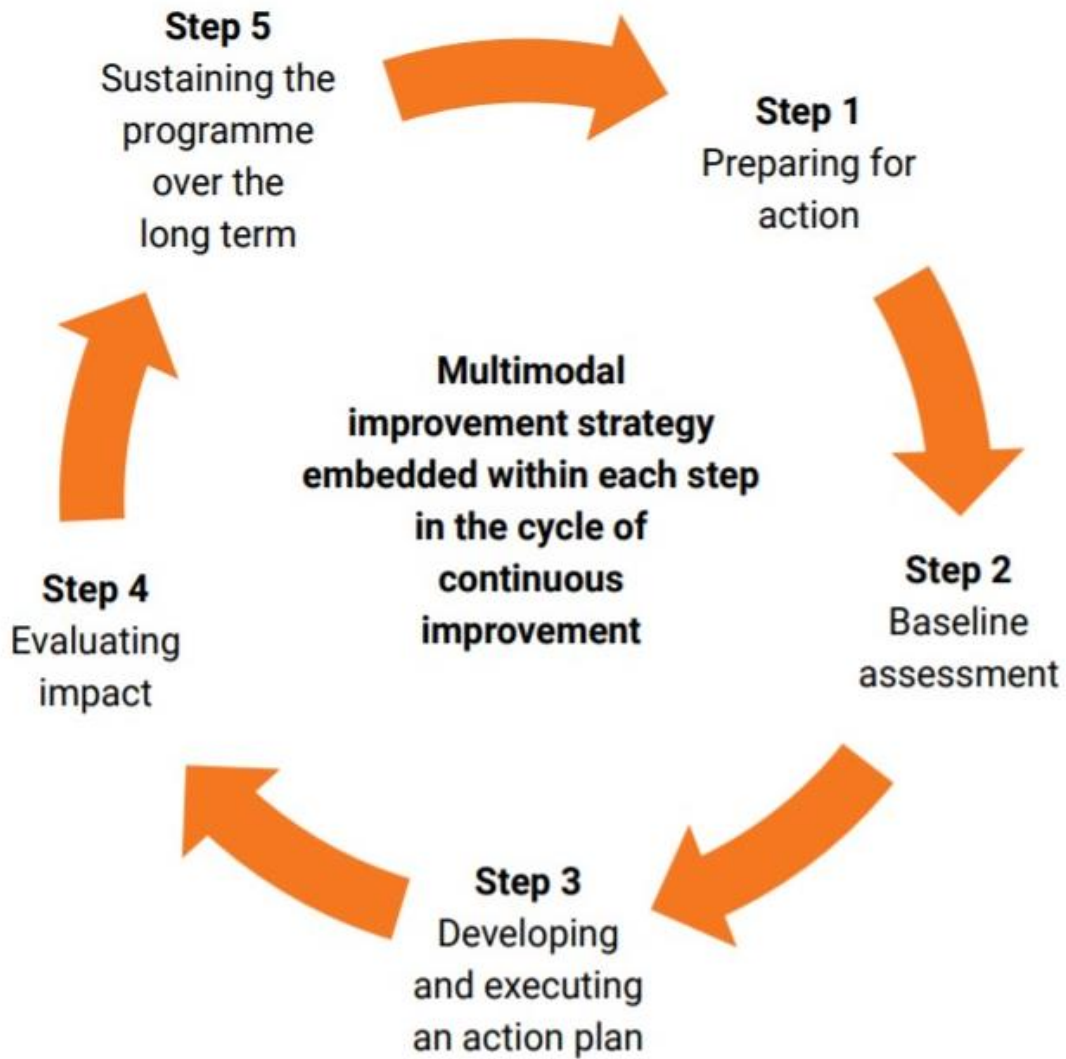 Step 5
Sustaining the
programme
over the
long term
Step 1
Preparing for
action
Multimodal
improvement strategy
embedded within each step
in the cycle of
continuous
improvement
Step 2
Baseline
assessment
Step 4
Evaluating
impact
Step 3
Developing
and executing
an action plan